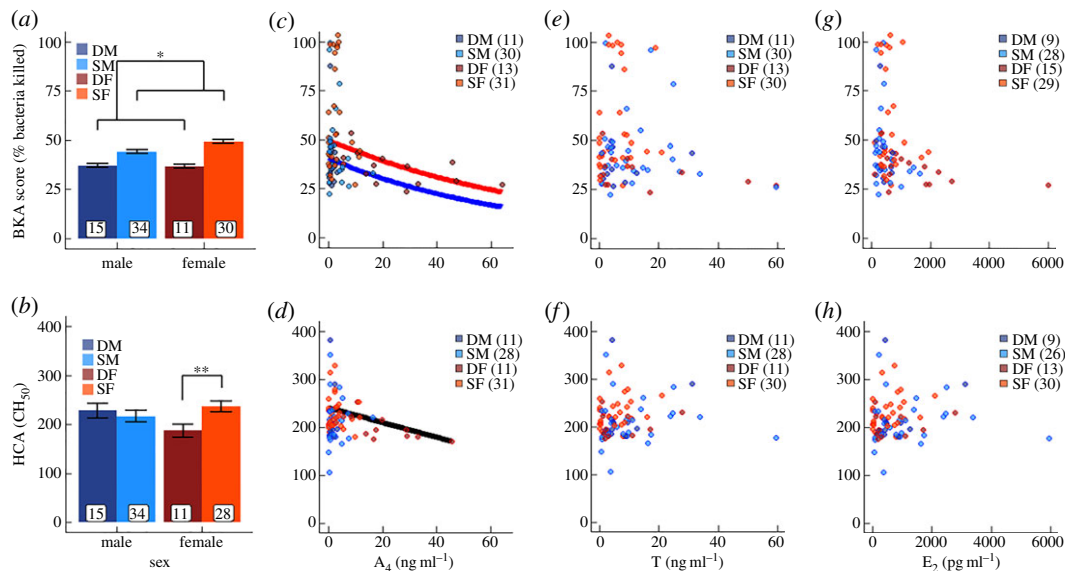 (a)
BKA score (% bacteria killed)
100
75
50
25
0
DM
SM
DF
SF
*
15
34
11
30
male
female
(c)
100
75
50
25
0
DM (11)
SM (30)
DF (13)
SF (31)
0
20
40
60
(e)
100
75
50
25
0
DM (11)
SM (30)
DF (13)
SF (30)
0
20
40
60
(g)
100
75
50
25
0
DM (9)
SM (28)
DF (15)
SF (29)
0
2000
4000
6000
(b)
HCA (CH50)
400
300
200
100
0
DM
SM
DF
SF
**
15
34
11
28
male
female
sex
(d)
400
300
200
100
0
DM (11)
SM (28)
DF (11)
SF (31)
0
20
40
60
A4 (ng ml−1)
(f)
400
300
200
100
0
DM (11)
SM (28)
DF (11)
SF (30)
0
20
40
60
T (ng ml−1)
(h)
400
300
200
100
0
DM (9)
SM (26)
DF (13)
SF (30)
0
2000
4000
6000
E2 (pg ml−1)